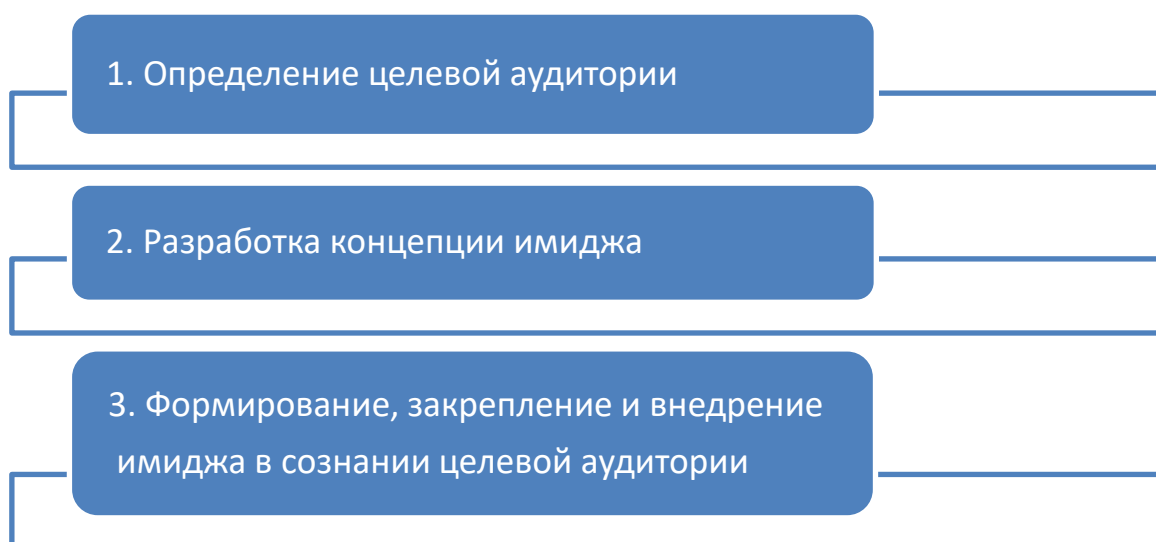 1. Определение целевой аудитории
2. Разработка концепции имиджа
3. Формирование, закрепление и внедрение
имиджа в сознании целевой аудитории